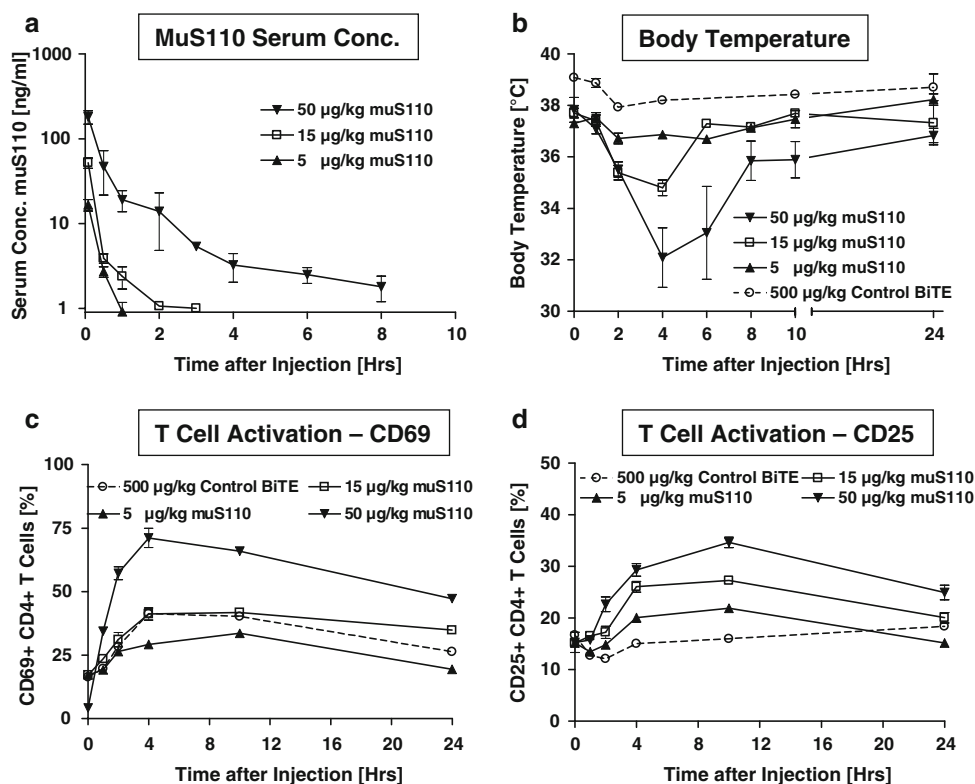 a
MuS110 Serum Conc.
1000
100
10
1
Serum Conc. muS110 [ng/ml]
50 µg/kg muS110
15 µg/kg muS110
5 µg/kg muS110
0 2 4 6 8 10
Time after Injection [Hrs]
b
Body Temperature
40
38
36
34
32
30
Body Temperature [°C]
50 µg/kg muS110
15 µg/kg muS110
5 µg/kg muS110
500 µg/kg Control BiTE
0 2 4 6 8 10 24
Time after Injection [Hrs]
c
T Cell Activation – CD69
100
75
50
25
0
CD69+ CD4+ T Cells [%]
500 µg/kg Control BiTE
15 µg/kg muS110
5 µg/kg muS110
50 µg/kg muS110
0 4 8 12 16 20 24
Time after Injection [Hrs]
d
T Cell Activation – CD25
50
40
30
20
10
0
CD25+ CD4+ T Cells [%]
500 µg/kg Control BiTE
15 µg/kg muS110
5 µg/kg muS110
50 µg/kg muS110
0 4 8 12 16 20 24
Time after Injection [Hrs]